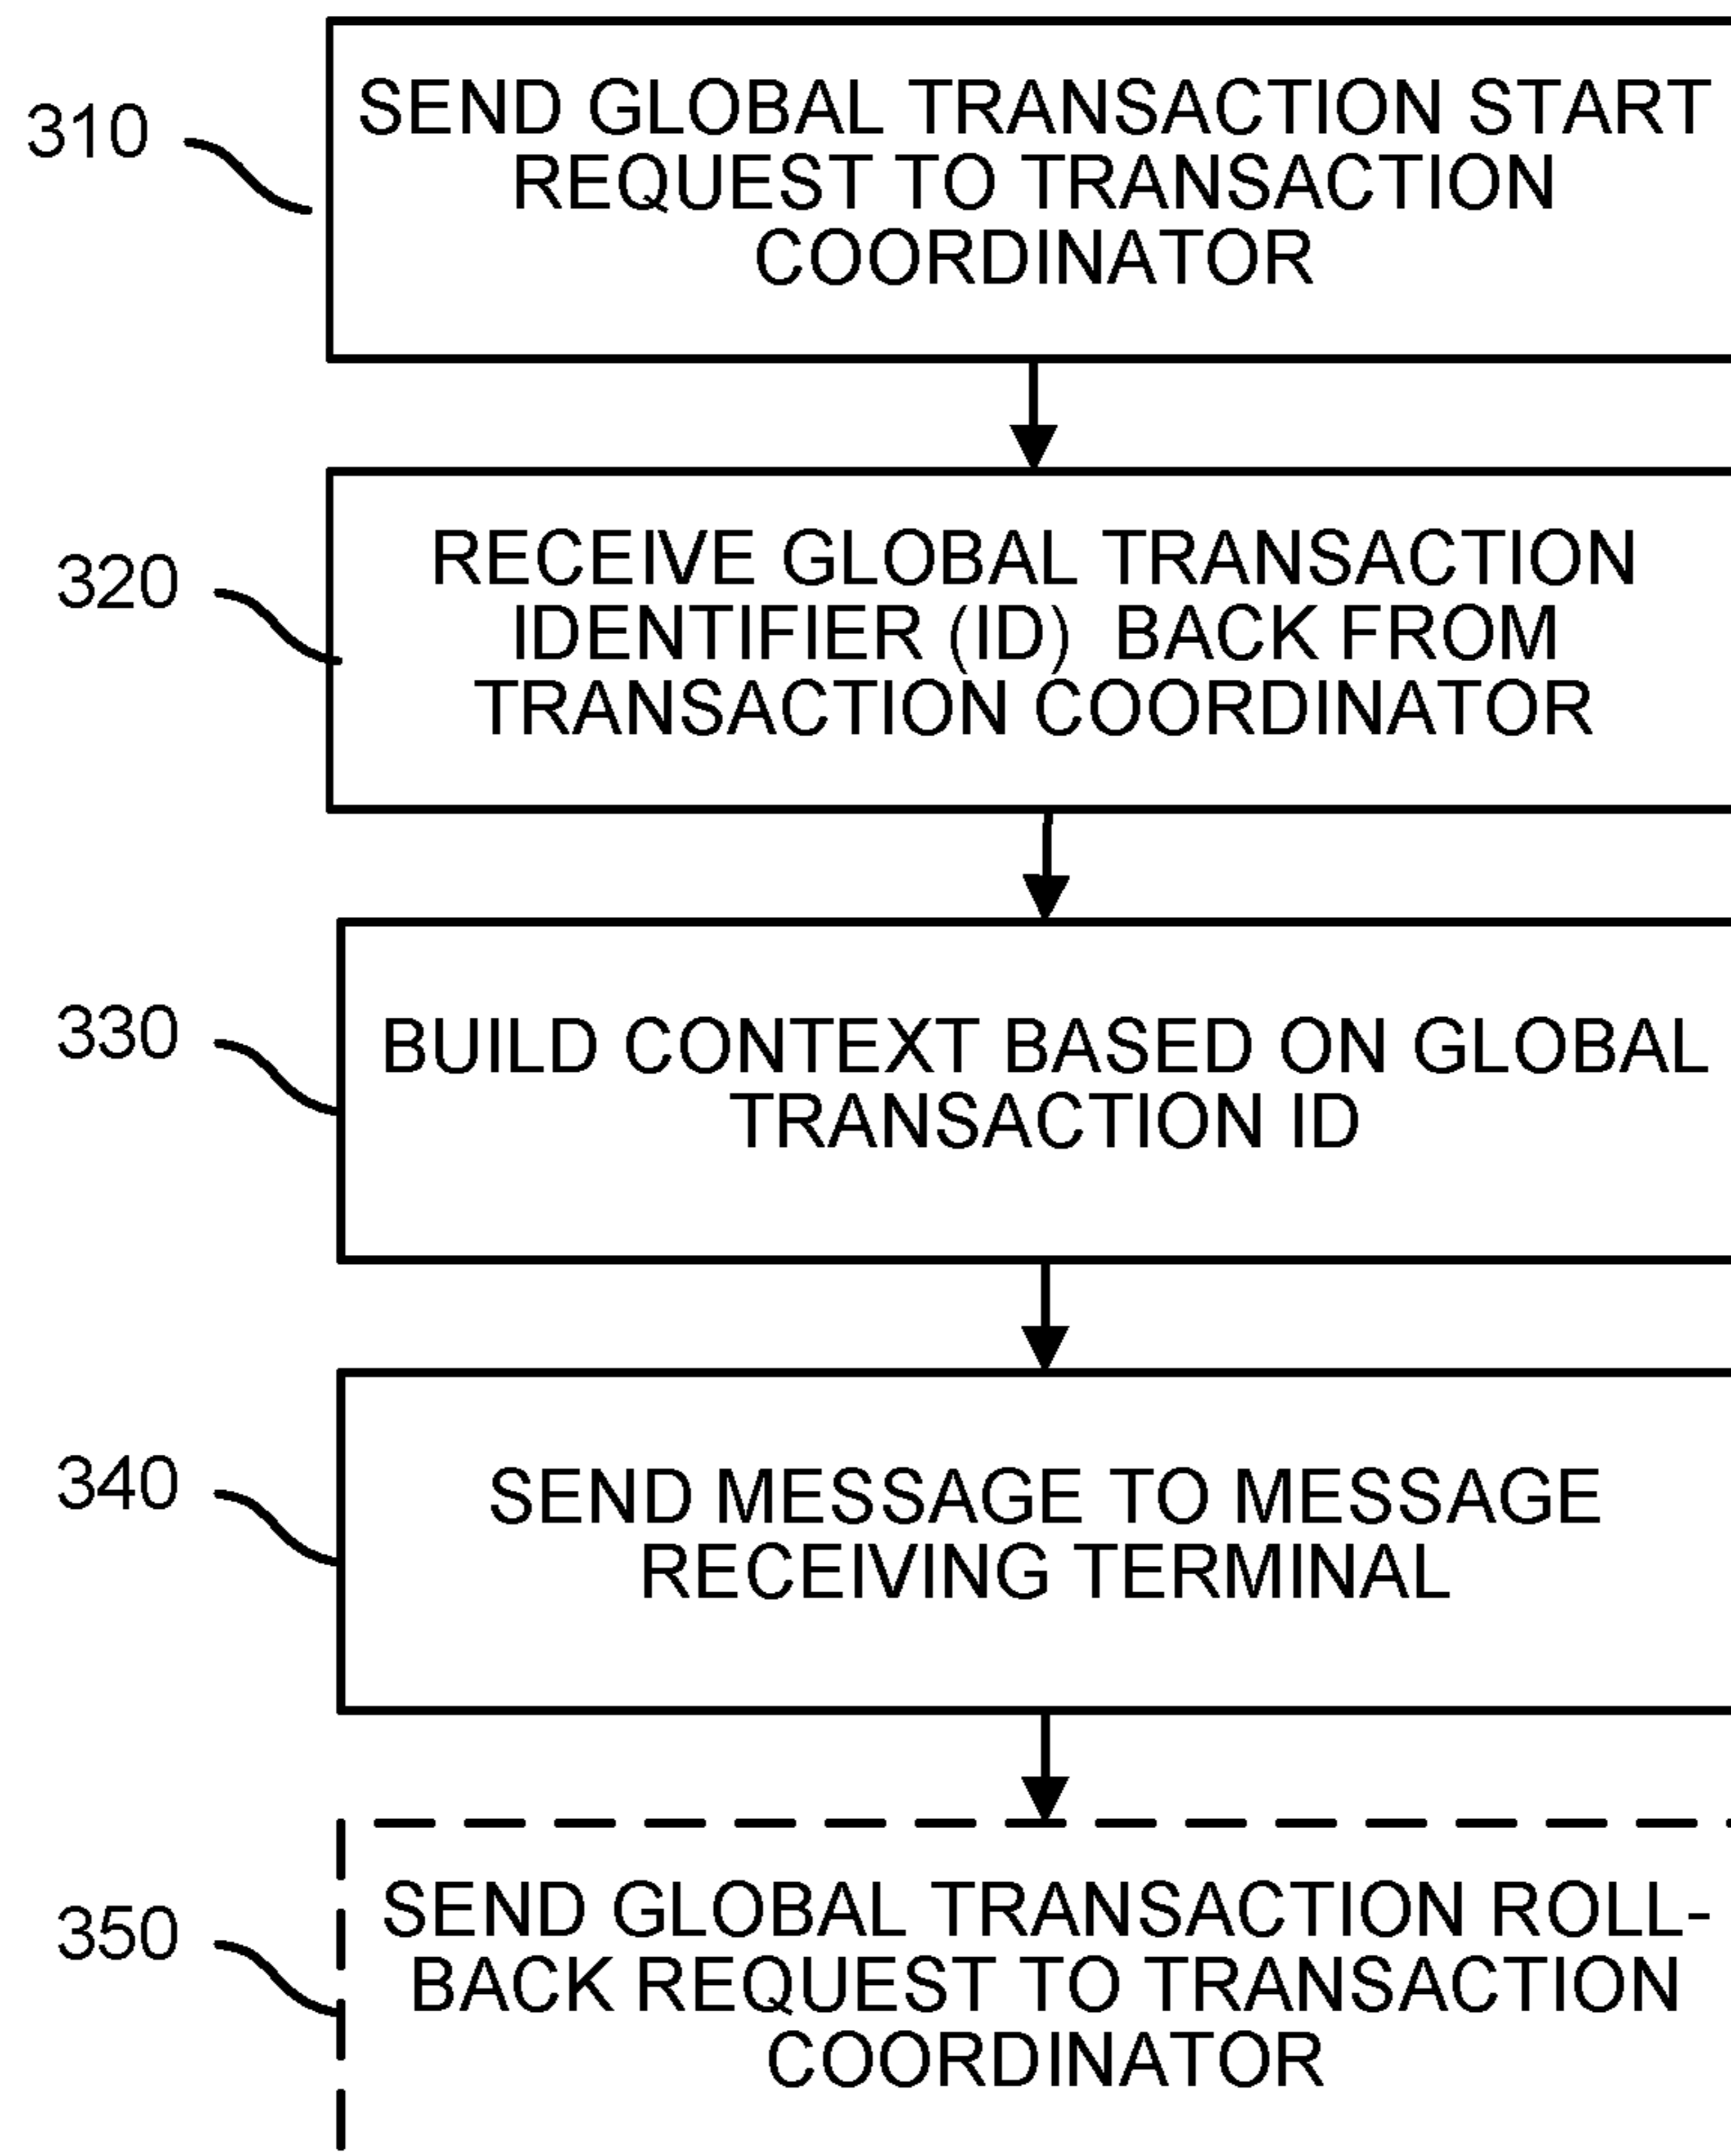 310
SEND GLOBAL TRANSACTION START
REQUEST TO TRANSACTION
COORDINATOR
320
RECEIVE GLOBAL TRANSACTION
IDENTIFIER (ID) BACK FROM
TRANSACTION COORDINATOR
330
BUILD CONTEXT BASED ON GLOBAL
TRANSACTION ID
340
SEND MESSAGE TO MESSAGE
RECEIVING TERMINAL
350
SEND GLOBAL TRANSACTION ROLL-
BACK REQUEST TO TRANSACTION
COORDINATOR